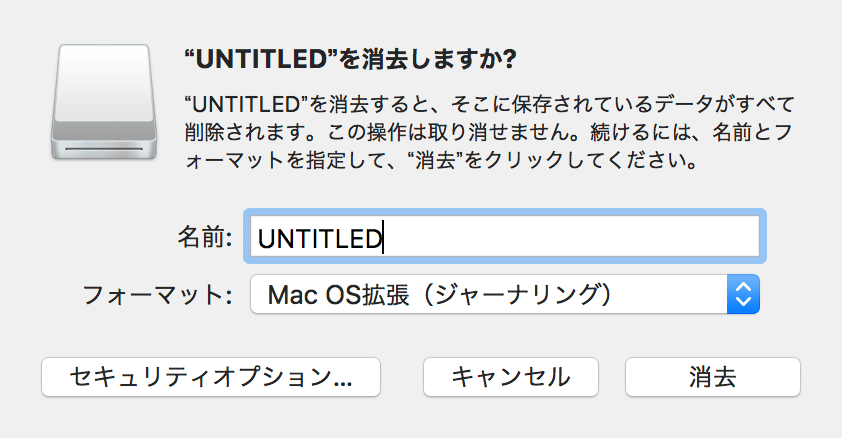 “UNTITLED”を消去しますか?
“UNTITLED”を消去すると、そこに保存されているデータがすべて
削除されます。この操作は取り消せません。続けるには、名前とフ
ォーマットを指定して、“消去”をクリックしてください。
名前: UNTITLED
フォーマット: Mac OS拡張（ジャーナリング）
セキュリティオプション... キャンセル 消去